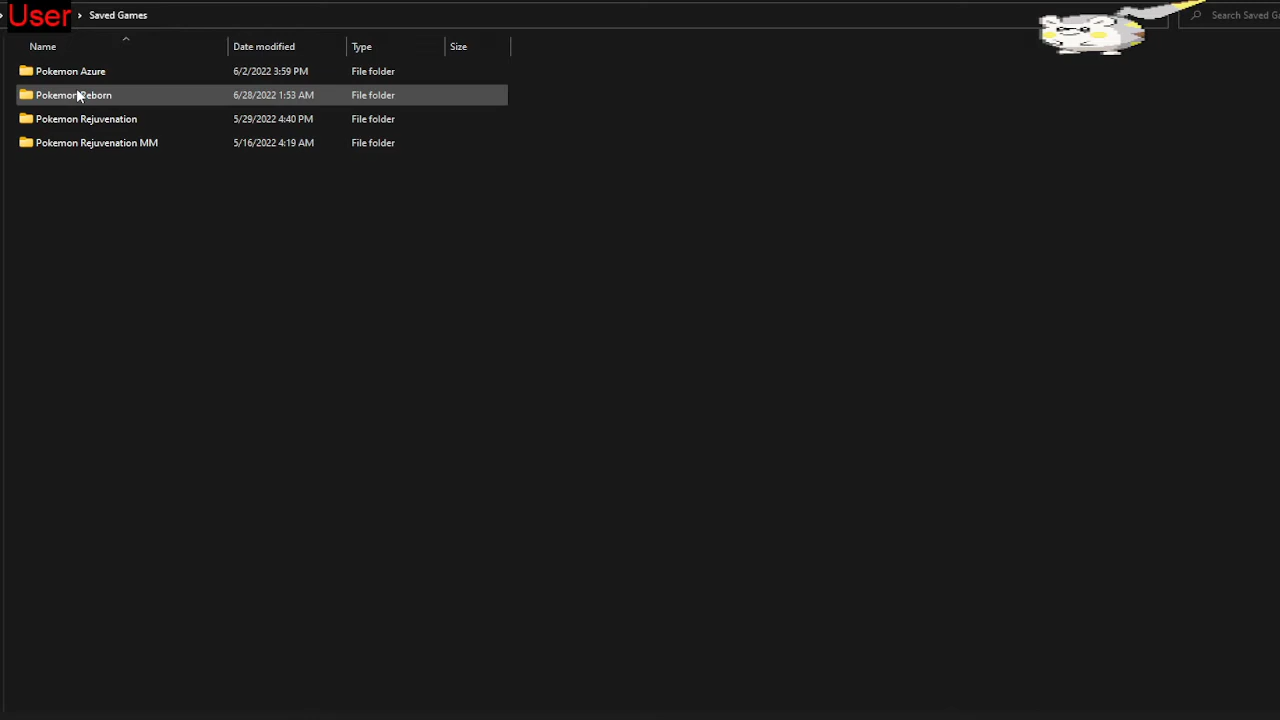 User > Saved Games
Search Saved Ga
Name Date modified Type Size
Pokemon Azure 6/2/2022 3:59 PM File folder
Pokemon Reborn 6/28/2022 1:53 AM File folder
Pokemon Rejuvenation 5/29/2022 4:40 PM File folder
Pokemon Rejuvenation MM 5/16/2022 4:19 AM File folder